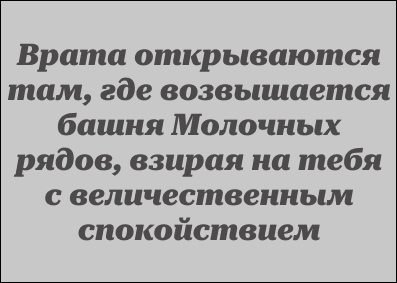 Врата открываются
там, где возвышается
башня Молочных
рядов, взирая на тебя
с величественным
спокойствием